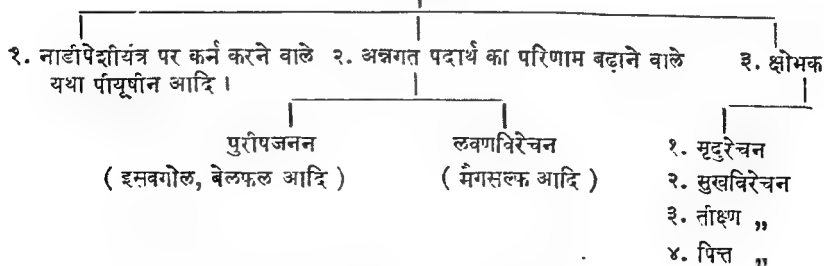 १. नाडीपेशीयंत्र पर कर्न करने वाले २. अन्नगत पदार्थ का परिणाम बढ़ाने वाले ३. क्षोभक
यथा पीयूषीन आदि ।
पुरीषजनन लवणविरेचन १. मृदुरेचन
( इसवगोल, बेलफल आदि ) ( मैगसल्फ आदि ) २. सुखविरेचन
३. तीक्ष्ण ,,
४. पित्त ,,